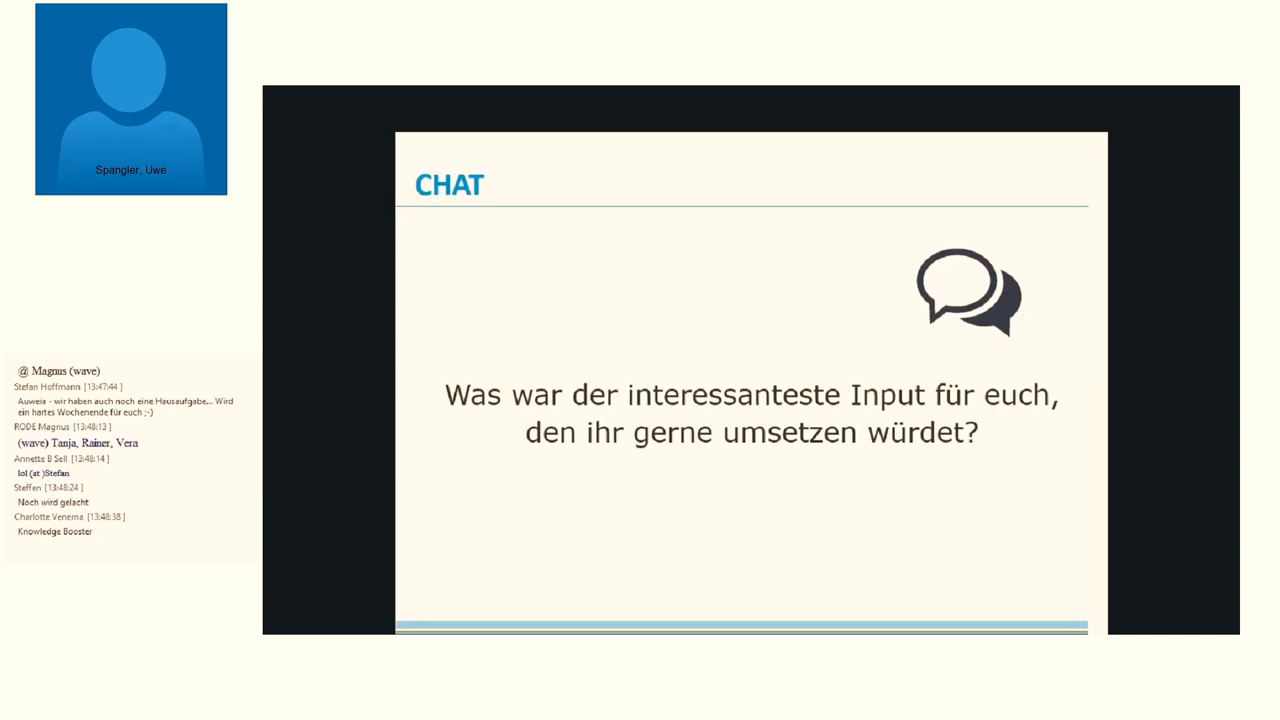 Spangler, Uwe
@ Magnus (wave)
Stefan Hoffmann [13:47:44 ]
Auweia - wir haben auch noch eine Hausaufgabe... Wird
ein hartes Wochenende für euch ;-)
RODE Magnus [13:48:13 ]
(wave) Tanja, Rainer, Vera
Annette B Sell [13:48:14 ]
lol (at )Stefan
Steffen [13:48:24 ]
Noch wird gelacht
Charlotte Venema [13:48:38 ]
Knowledge Booster
CHAT
Was war der interessanteste Input für euch,
den ihr gerne umsetzen würdet?